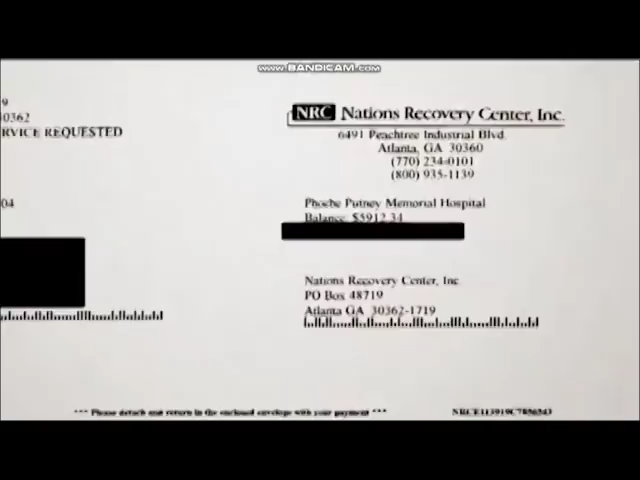 www.BANDICAM.com
9
30362
RVICE REQUESTED
NRC Nations Recovery Center, Inc.
6491 Peachtree Industrial Blvd.
Atlanta, GA 30360
(770) 234-0101
(800) 935-1139
04
Phoebe Putney Memorial Hospital
Balance: $5912.34
Nations Recovery Center, Inc
PO Box 48719
Atlanta GA 30362-1719
*** Please detach and return in the enclosed envelope with your payment ***